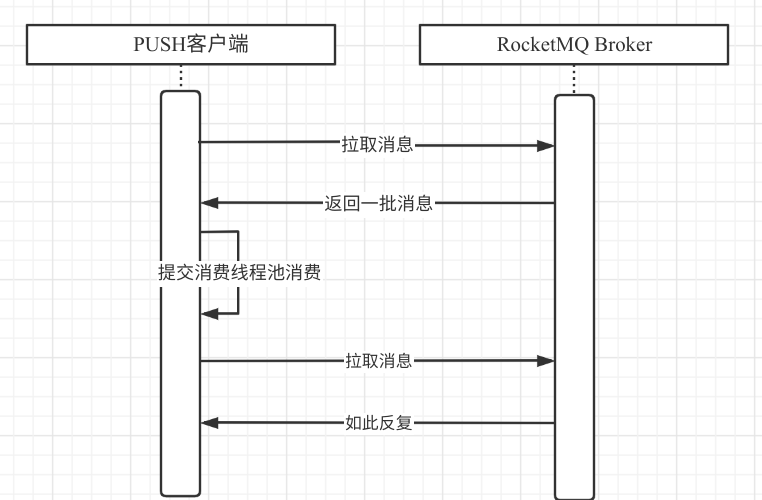 PUSH客户端
RocketMQ Broker
拉取消息
返回一批消息
提交消费线程池消费
拉取消息
如此反复